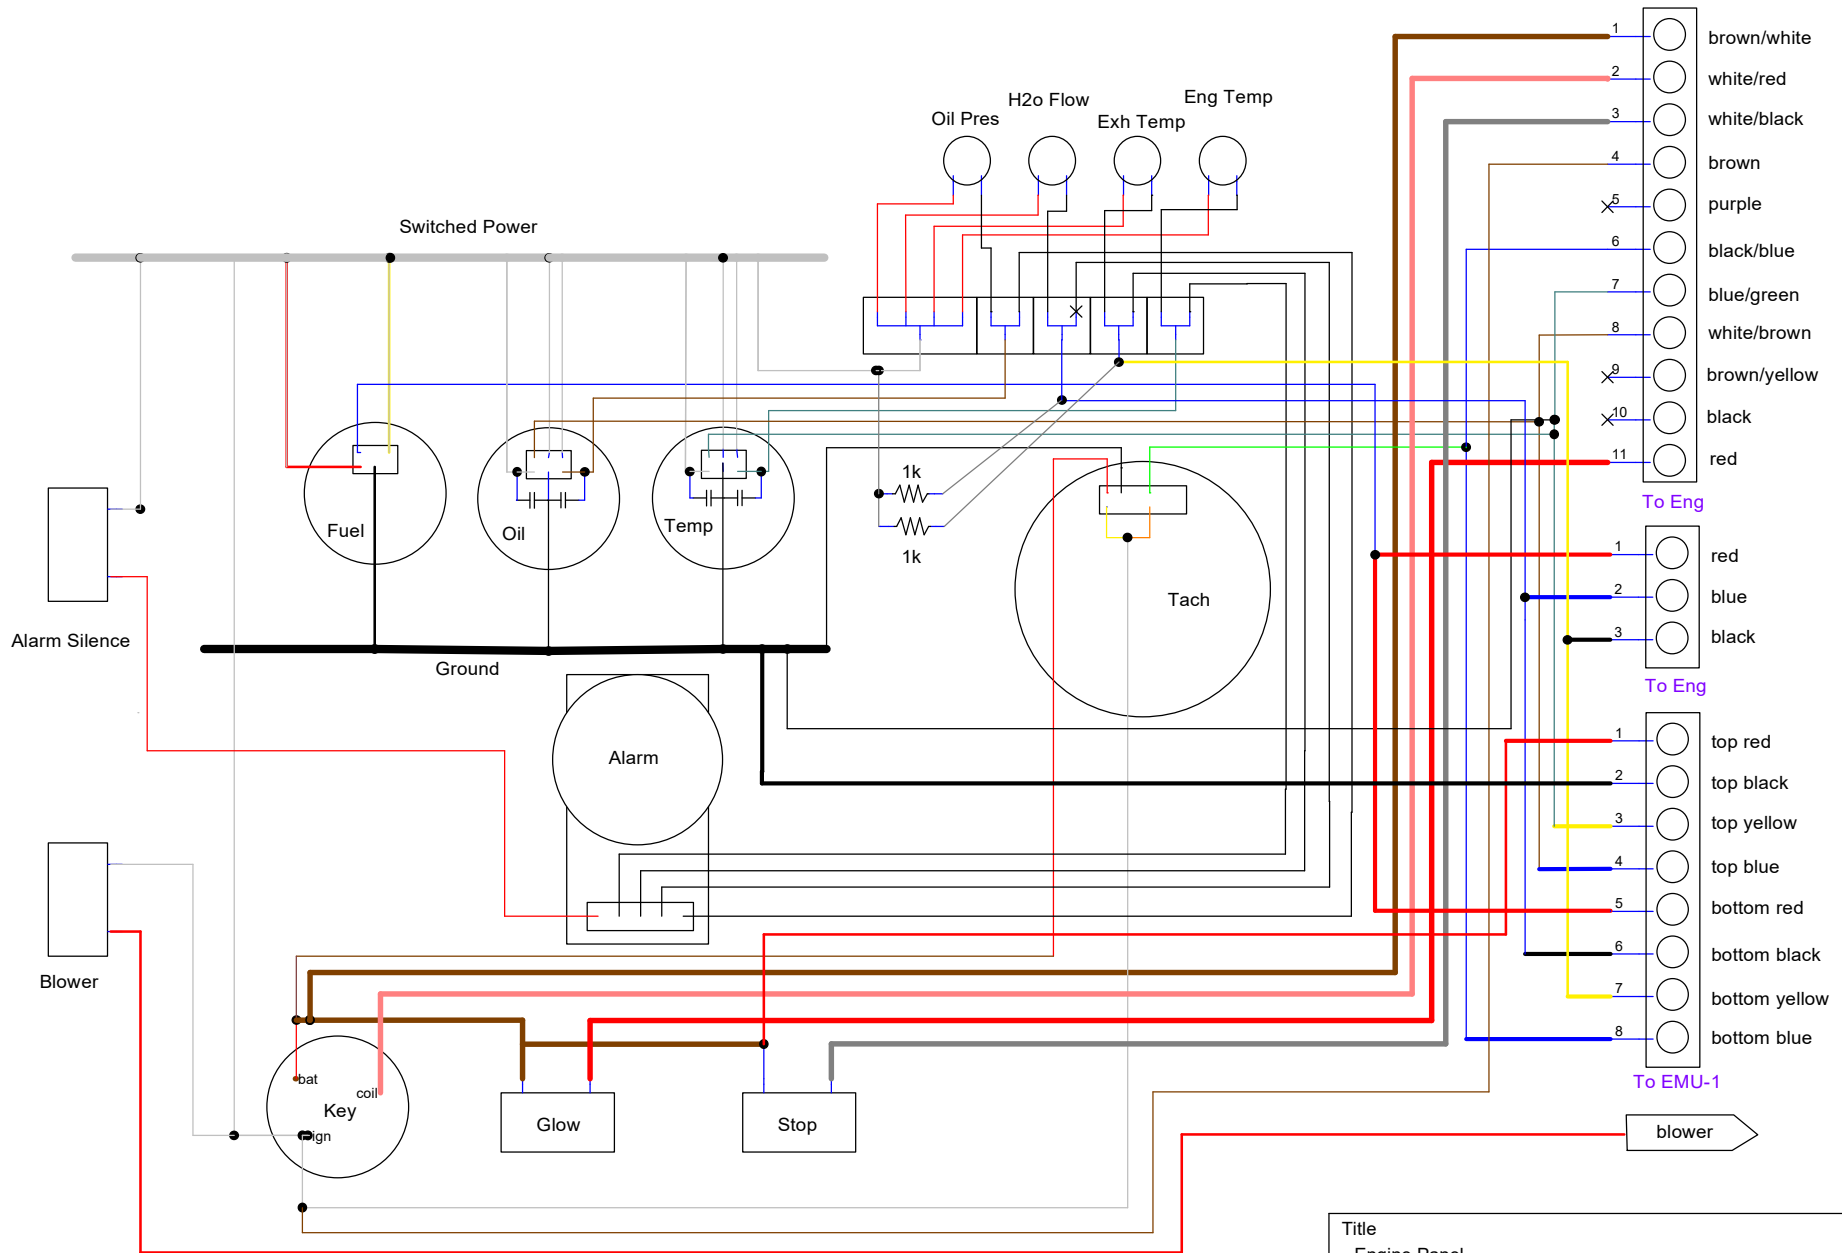 1 brown/white
2 white/red
3 white/black
4 brown
5 purple
6 black/blue
7 blue/green
8 white/brown
9 brown/yellow
10 black
11 red
To Eng
Oil Pres
H2o Flow
Exh Temp
Eng Temp
Switched Power
Fuel
Oil
Temp
1k
1k
Tach
1 red
2 blue
3 black
To Eng
Alarm Silence
Ground
Alarm
1 top red
2 top black
3 top yellow
4 top blue
5 bottom red
6 bottom black
7 bottom yellow
8 bottom blue
To EMU-1
Blower
bat
coil
Key
ign
Glow
Stop
blower
Title
Engine Panel